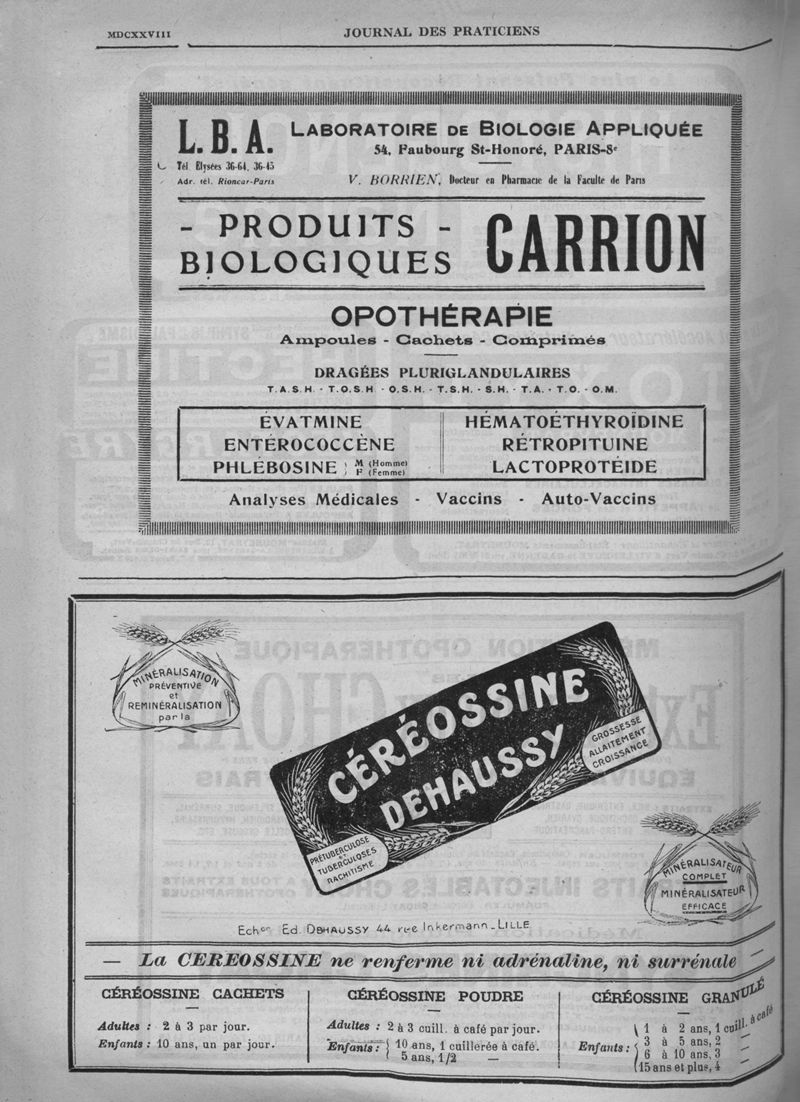 MDCXXVIII
JOURNAL DES PRATICIENS
L. B. A.
LABORATOIRE DE BIOLOGIE APPLIQUÉE
54, Faubourg St-Honoré, PARIS-8e
Tél. Élysées 36-64, 36-45
Adr. tél. Rioncar-Paris
V. BORRIEN, Docteur en Pharmacie de la Faculte de Paris
- PRODUITS -
BIOLOGIQUES
CARRION
OPOTHÉRAPIE
Ampoules - Cachets - Comprimés
DRAGÉES PLURIGLANDULAIRES
T.A.S.H. - T.O.S.H - O.S.H. - T.S.H. - S.H. - T.A. - T.O. - O.M.
ÉVATMINE
ENTÉROCOCCÈNE
PHLÉBOSINE } M (Homme)
F (Femme)
HÉMATOÉTHYROÏDINE
RÉTROPITUINE
LACTOPROTÉIDE
Analyses Médicales - Vaccins - Auto-Vaccins
MINÉRALISATION
PRÉVENTIVE
et
REMINÉRALISATION
par la
CÉRÉOSSINE
DEHAUSSY
GROSSESSE
ALLAITEMENT
CROISSANCE
PRÉTUBERCULOSE
et
TUBERCULOSES
RACHITISME
MINÉRALISATEUR
COMPLET
MINÉRALISATEUR
EFFICACE
Echon Ed. DEHAUSSY 44 rue Inkermann_LILLE
— La CEREOSSINE ne renferme ni adrénaline, ni surrénale —
CÉRÉOSSINE CACHETS
Adultes : 2 à 3 par jour.
Enfants : 10 ans, un par jour.
CÉRÉOSSINE POUDRE
Adultes : 2 à 3 cuill. à café par jour.
Enfants : { 10 ans, 1 cuillerée à café.
5 ans, 1/2 —
CÉRÉOSSINE GRANULÉ
Enfants : { 1 à 2 ans, 1 cuill. à café
3 à 5 ans, 2 —
6 à 10 ans, 3 —
15 ans et plus, 4 —